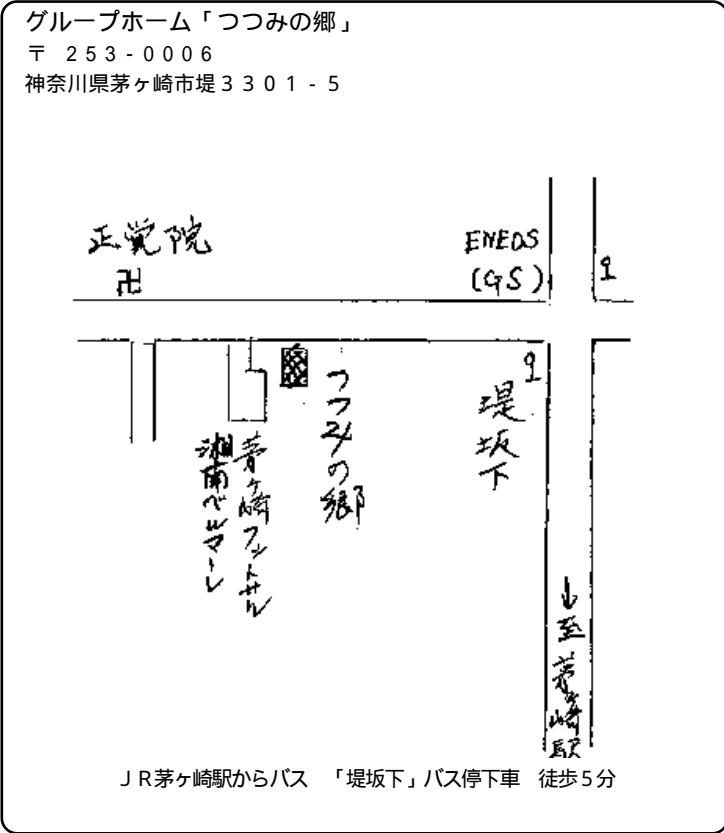 グループホーム「つつみの郷」
〒 253-0006
神奈川県茅ヶ崎市堤3301-5
正覚院
卍
ENEOS
(GS)
つつみの郷
堤坂下
茅ヶ崎フットサル
湘南ベルマーレ
↓至茅ヶ崎駅
JR茅ヶ崎駅からバス 「堤坂下」バス停下車 徒歩5分